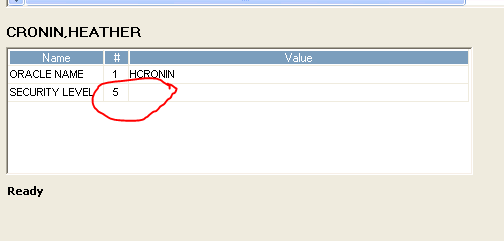 CRONIN,HEATHER
Name # Value
ORACLE NAME 1 HCRONIN
SECURITY LEVEL 5
Ready